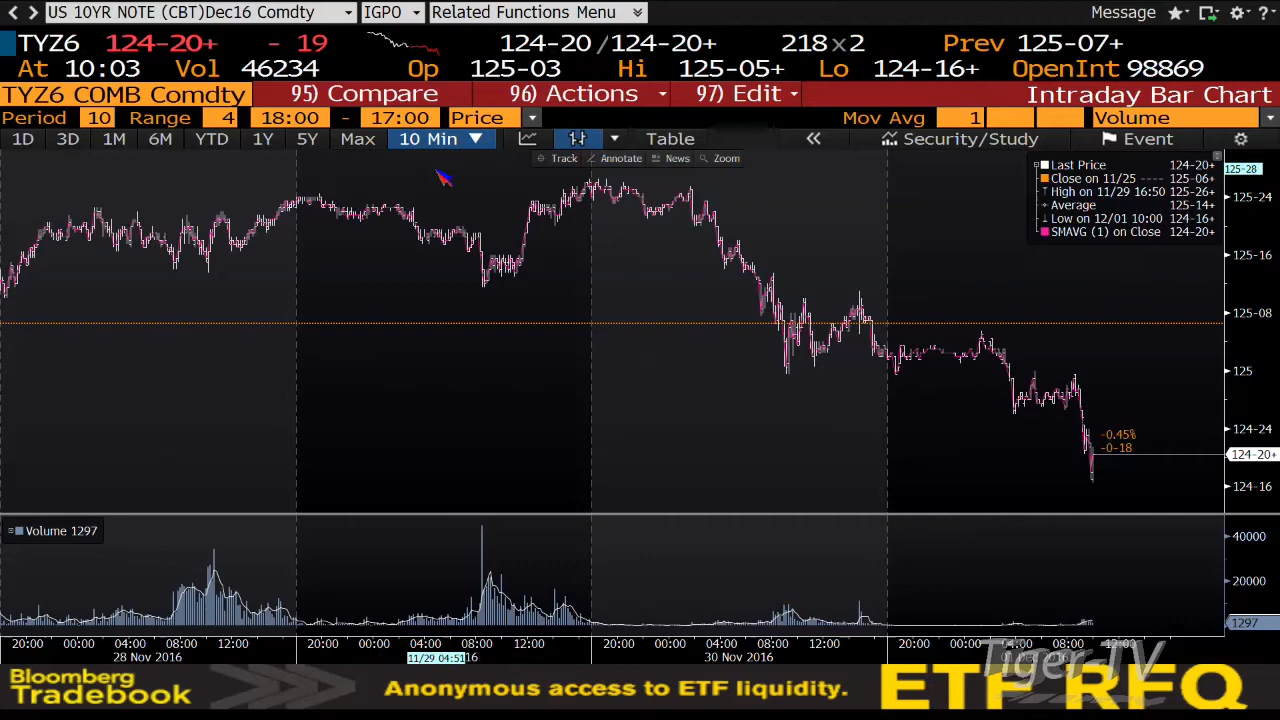 US 10YR NOTE (CBT)Dec16 Comdty IGPO Related Functions Menu Message ?
TYZ6 124-20+ - 19 124-20 /124-20+ 218x2 Prev 125-07+
At 10:03 Vol 46234 Op 125-03 Hi 125-05+ Lo 124-16+ OpenInt 98869
TYZ6 COMB Comdty 95) Compare 96) Actions 97) Edit Intraday Bar Chart
Period 10 Range 4 18:00 - 17:00 Price Mov Avg 1 Volume
1D 3D 1M 6M YTD 1Y 5Y Max 10 Min Table Security/Study Event
Track Annotate News Zoom
Last Price 124-20+
Close on 11/25 ---- 125-06+
High on 11/29 16:50 125-26+
Average 125-14+
Low on 12/01 10:00 124-16+
SMAVG (1) on Close 124-20+
125-28
125-24
125-16
125-08
125
124-24
-0.45%
-0-18
124-20+
124-16
Volume 1297
40000
20000
1297
20:00 00:00 04:00 08:00 12:00 20:00 00:00 04:00 08:00 12:00 20:00 00:00 04:00 08:00 12:00 20:00 00:00 04:00 08:00 12:00
28 Nov 2016 11/29 04:51 16 30 Nov 2016 01 Dec 2016
Tiger-TV
Bloomberg
Tradebook
Anonymous access to ETF liquidity.
ETF RFQ